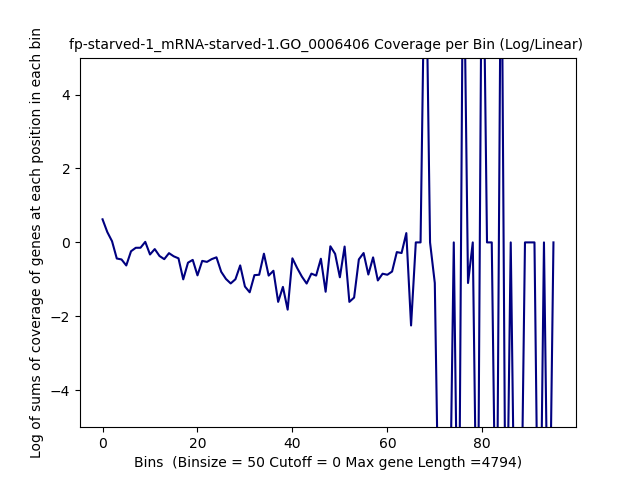 fp-starved-1_mRNA-starved-1.GO_0006406 Coverage per Bin (Log/Linear)
Log of sums of coverage of genes at each position in each bin
4
2
0
−2
−4
0 20 40 60 80
Bins  (Binsize = 50 Cutoff = 0 Max gene Length =4794)